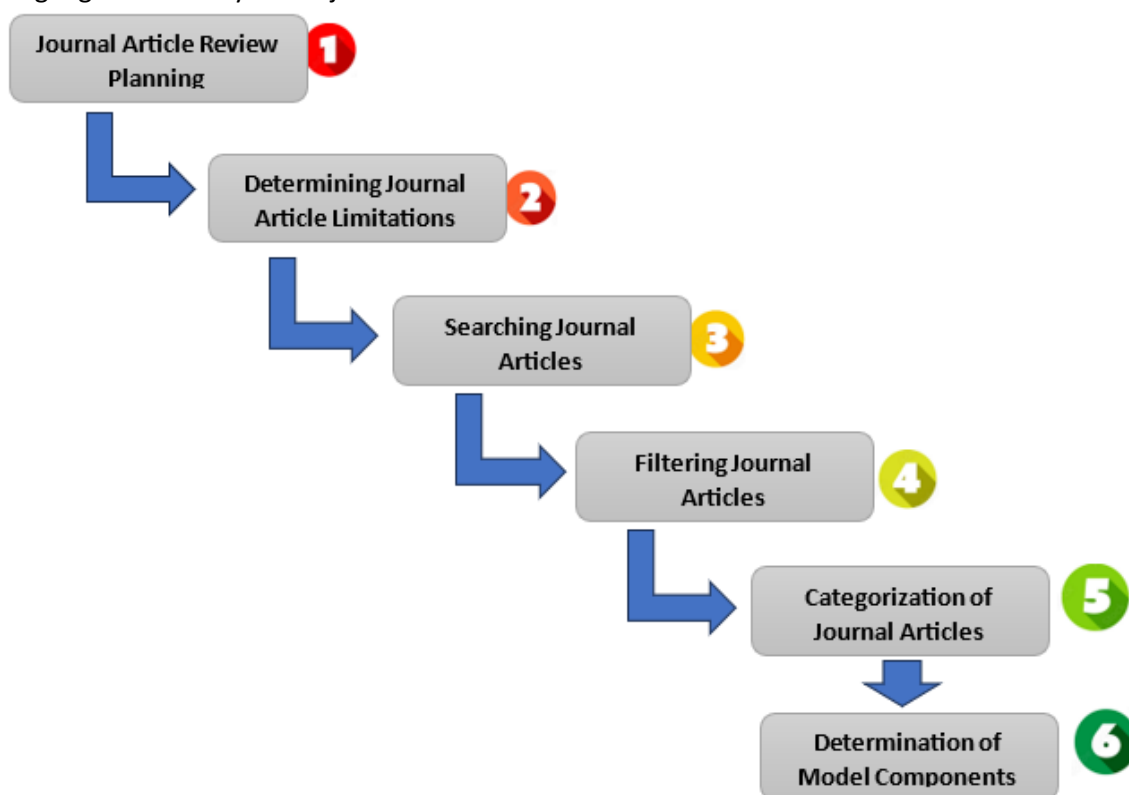 Journal Article Review
Planning
1
Determining Journal
Article Limitations
2
Searching Journal
Articles
3
Filtering Journal
Articles
4
Categorization of
Journal Articles
5
Determination of
Model Components
6